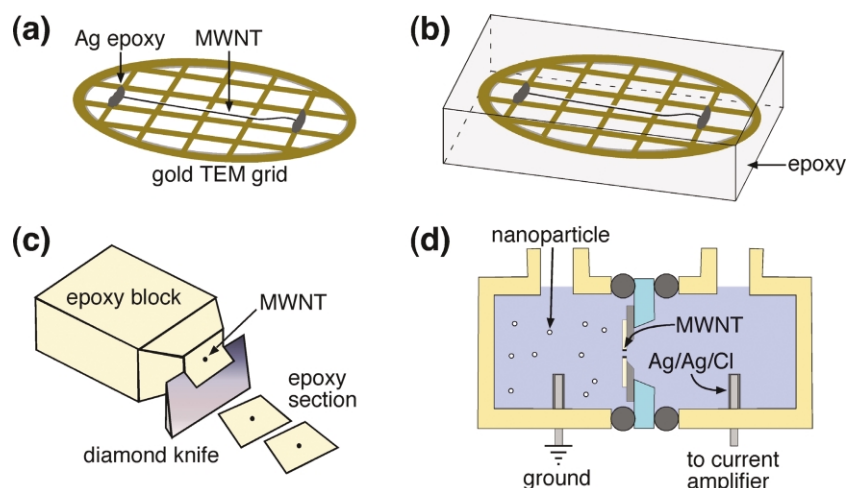 (a)
Ag epoxy
MWNT
gold TEM grid
(b)
epoxy
(c)
epoxy block
MWNT
epoxy
section
diamond knife
(d)
nanoparticle
MWNT
Ag/Ag/Cl
ground
to current
amplifier